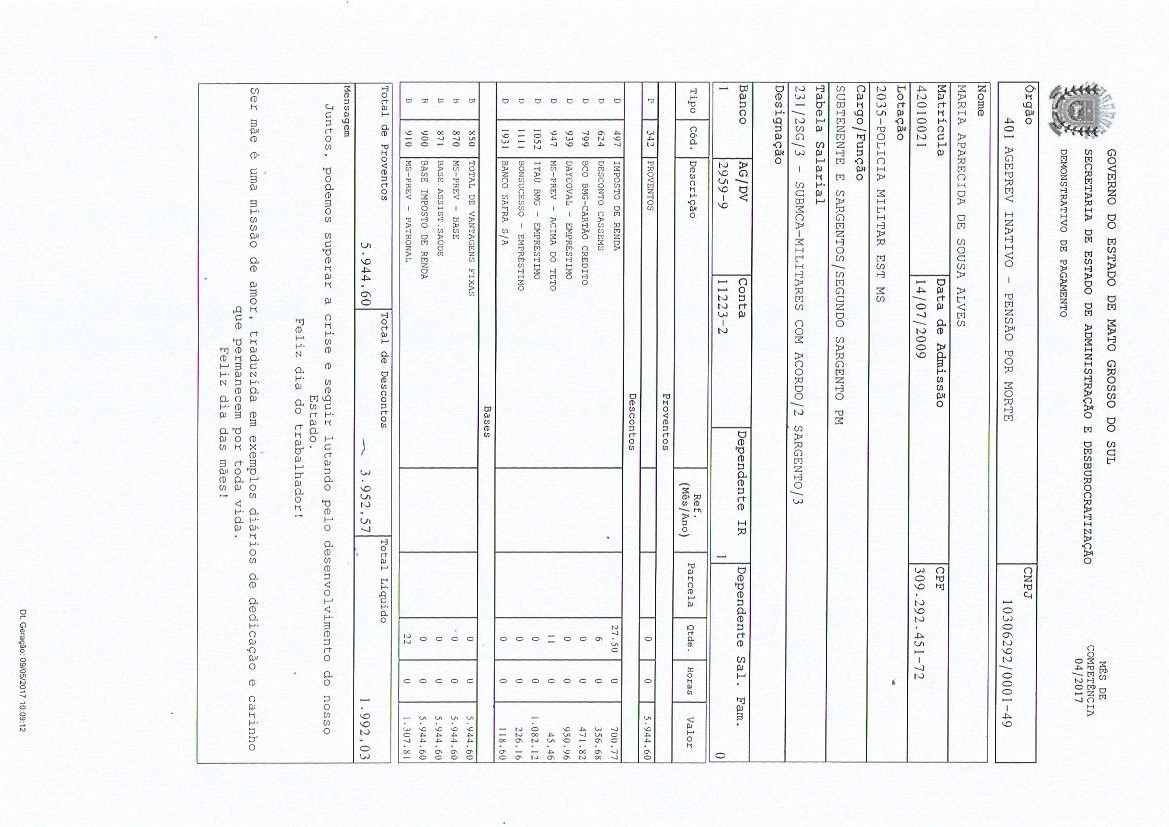 GOVERNO DO ESTADO DE MATO GROSSO DO SUL
SECRETARIA DE ESTADO DE ADMINISTRAÇÃO E DESBUROCRATIZAÇÃO
DEMONSTRATIVO DE PAGAMENTO
MÊS DE
COMPETÊNCIA
04/2017
Órgão CNPJ
401 AGEPREV INATIVO - PENSÃO POR MORTE 10306292/0001-49
Nome
MARIA APARECIDA DE SOUSA ALVES
Matrícula Data de Admissão CPF
42010021 14/07/2009 309.292.451-72
Lotação
2035-POLICIA MILITAR EST MS
Cargo/Função
SUBTENENTE E SARGENTOS/SEGUNDO SARGENTO PM
Tabela Salarial
231/2SG/3 - SUBMCA-MILITARES COM ACORDO/2 SARGENTO/3
Designação
Banco AG/DV Conta Dependente IR Dependente Sal. Fam.
1 2959-9 11223-2 1 0
Tipo Cód. Descrição Ref. (Mês/Ano) Parcela Qtde. Horas Valor
Proventos
P 342 PROVENTOS 0 0 5.944,60
Descontos
D 497 IMPOSTO DE RENDA 27.50 0 700,77
D 624 DESCONTO CASSEMS 6 0 356,68
D 799 BCO BMG-CARTÃO CREDITO 0 0 471,82
D 939 DAYCOVAL - EMPRÉSTIMO 0 0 950,96
D 947 MS-PREV - ACIMA DO TETO 11 0 45,46
D 1052 ITAÚ BMG - EMPRESTIMO 0 0 1.082,12
D 1111 BONSUCESSO - EMPRÉSTIMO 0 0 226,16
D 1931 BANCO SAFRA S/A 0 0 118,60
Bases
B 850 TOTAL DE VANTAGENS FIXAS 0 0 5.944,60
B 870 MS-PREV - BASE 0 0 5.944,60
B 871 BASE ASSIST.SAÚDE 0 0 5.944,60
B 900 BASE IMPOSTO DE RENDA 0 0 5.944,60
B 910 MS-PREV - PATRONAL 22 0 1.307,81
Total de Proventos Total de Descontos Total Líquido
5.944,60 3.952,57 1.992,03
Mensagem
Juntos, podemos superar a crise e seguir lutando pelo desenvolvimento do nosso
Estado.
Feliz dia do trabalhador!
Ser mãe é uma missão de amor, traduzida em exemplos diários de dedicação e carinho
que permanecem por toda vida.
Feliz dia das mães!
Dt. Geração: 09/05/2017 10:09:12